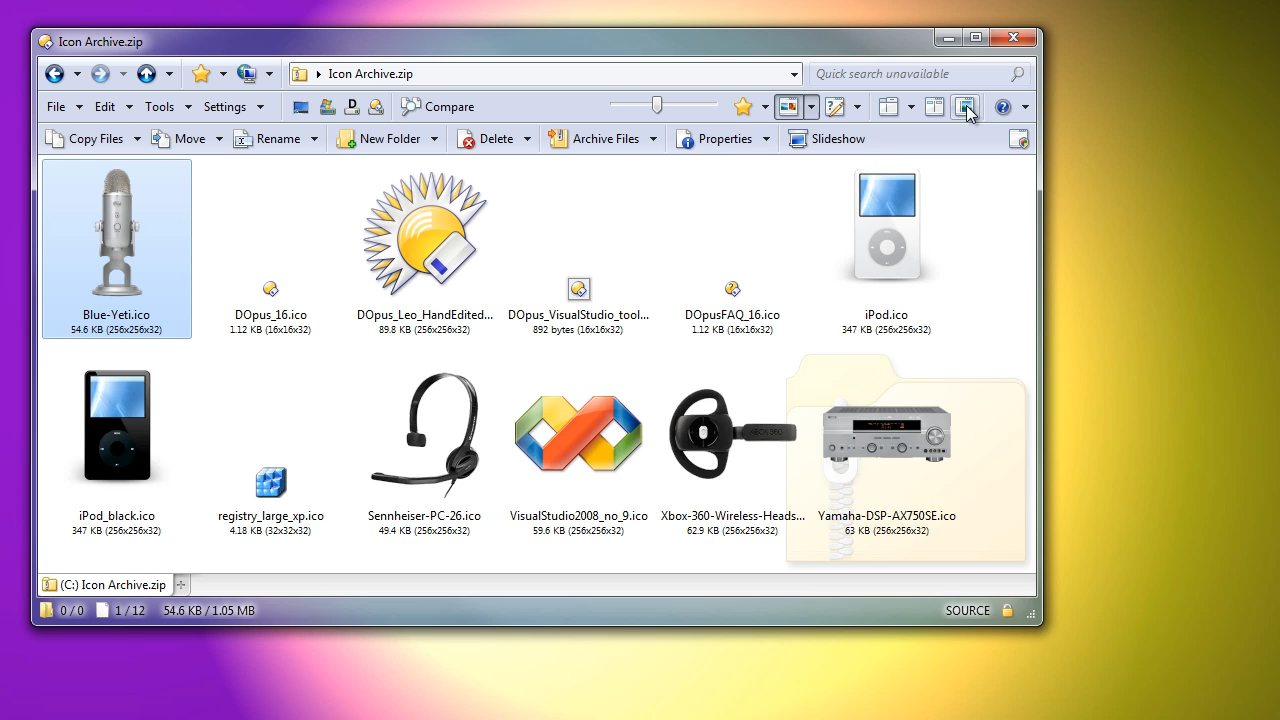 Icon Archive.zip
Icon Archive.zip
Quick search unavailable
File Edit Tools Settings D Compare
Copy Files Move Rename New Folder Delete Archive Files Properties Slideshow
Blue-Yeti.ico DOpus_16.ico DOpus_Leo_HandEdited... DOpus_VisualStudio_tool... DOpusFAQ_16.ico iPod.ico
54.6 KB (256x256x32) 1.12 KB (16x16x32) 89.8 KB (256x256x32) 892 bytes (16x16x32) 1.12 KB (16x16x32) 347 KB (256x256x32)
XBOX 360
iPod_black.ico registry_large_xp.ico Sennheiser-PC-26.ico VisualStudio2008_no_9.ico Xbox-360-Wireless-Heads... Yamaha-DSP-AX750SE.ico
347 KB (256x256x32) 4.18 KB (32x32x32) 49.4 KB (256x256x32) 59.6 KB (256x256x32) 62.9 KB (256x256x32) 63 KB (256x256x32)
(C:) Icon Archive.zip
0 / 0 1 / 12 54.6 KB / 1.05 MB SOURCE